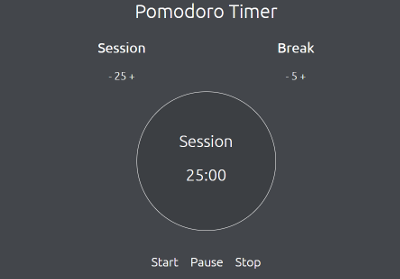 Pomodoro Timer
Session Break
- 25 + - 5 +
Session
25:00
Start Pause Stop